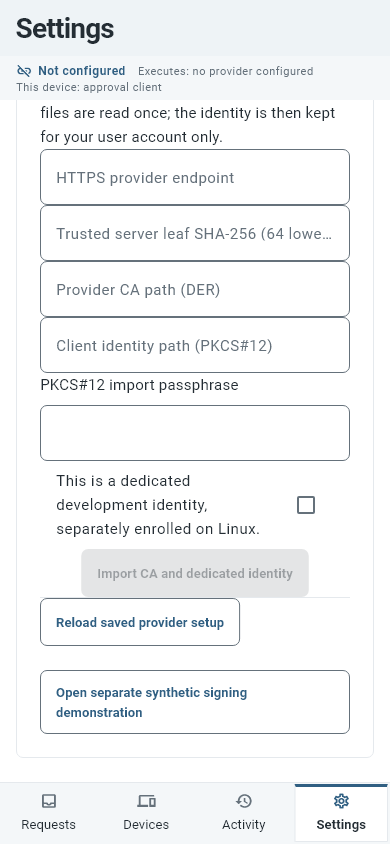 Settings
Not configured Executes: no provider configured
This device: approval client
files are read once; the identity is then kept
for your user account only.
HTTPS provider endpoint
Trusted server leaf SHA-256 (64 lowe…
Provider CA path (DER)
Client identity path (PKCS#12)
PKCS#12 import passphrase
This is a dedicated
development identity,
separately enrolled on Linux.
Import CA and dedicated identity
Reload saved provider setup
Open separate synthetic signing
demonstration
Requests Devices Activity Settings